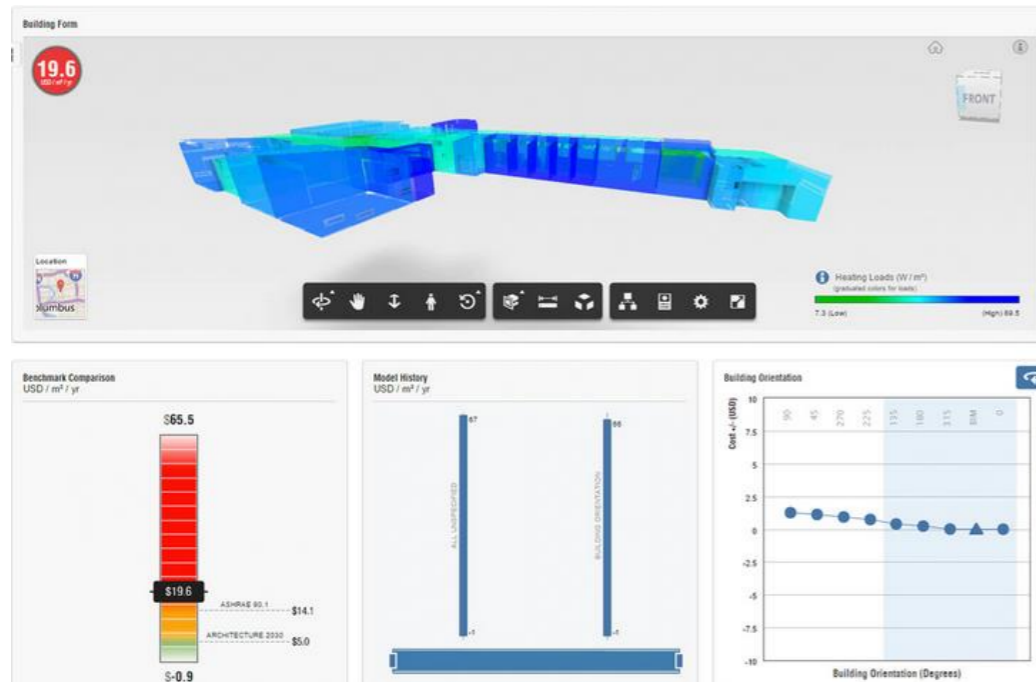 Building Form
19.6
USD / m² / yr
FRONT
Location
olumbus
Heating Loads (W / m²)
(graduated colors for loads)
7.3 (Low)
(High) 69.5
Benchmark Comparison
USD / m² / yr
$65.5
$19.6
ASHRAE 90.1
$14.1
ARCHITECTURE 2030
$5.0
$-0.9
Model History
USD / m² / yr
67
66
ALL UNSPECIFIED
BUILDING ORIENTATION
-1
-1
Building Orientation
Cost +/- (USD)
10
7.5
5
2.5
0
-2.5
-5
-7.5
-10
90
45
270
225
135
180
315
BIM
0
Building Orientation (Degrees)